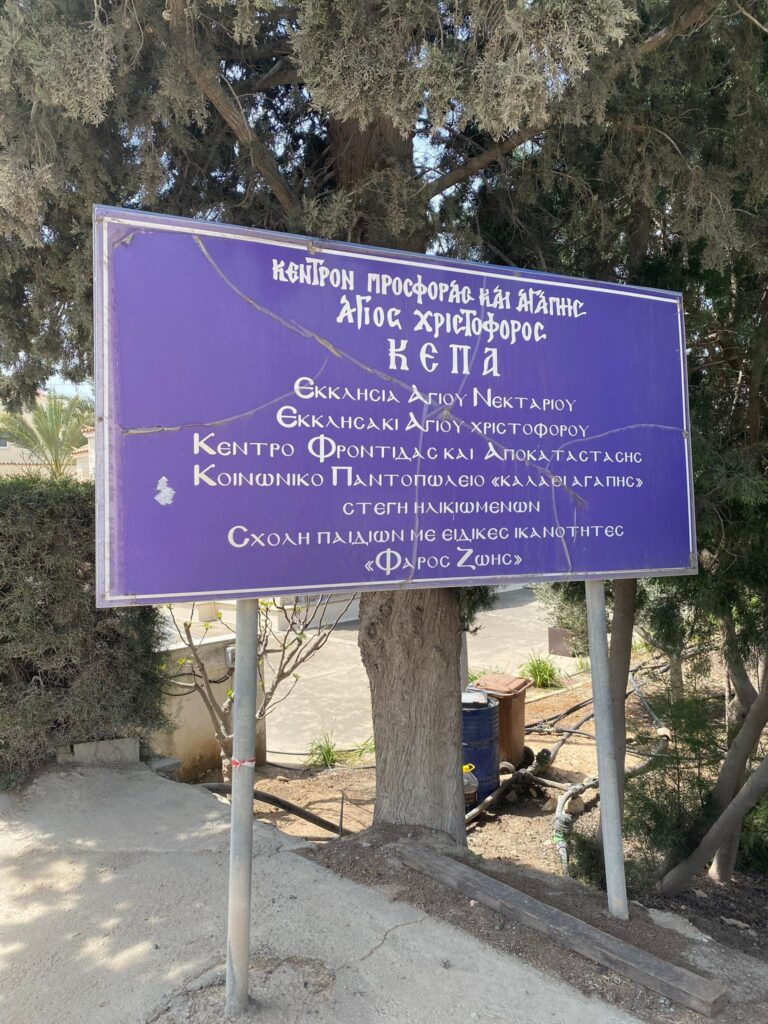 ΚΕΝΤΡΟΝ ΠΡΟΣΦΟΡΑΣ ΚΑΙ ΑΓΑΠΗΣ
ΑΓΙΟΣ ΧΡΙΣΤΟΦΟΡΟΣ
ΚΕΠΑ
ΕΚΚΛΗΣΙΑ ΑΓΙΟΥ ΝΕΚΤΑΡΙΟΥ
ΕΚΚΛΗΣΑΚΙ ΑΓΙΟΥ ΧΡΙΣΤΟΦΟΡΟΥ
ΚΕΝΤΡΟ ΦΡΟΝΤΙΔΑΣ ΚΑΙ ΑΠΟΚΑΤΑΣΤΑΣΗΣ
ΚΟΙΝΩΝΙΚΟ ΠΑΝΤΟΠΩΛΕΙΟ «ΚΑΛΑΘΙ ΑΓΑΠΗΣ»
ΣΤΕΓΗ ΗΛΙΚΙΩΜΕΝΩΝ
ΣΧΟΛΗ ΠΑΙΔΙΩΝ ΜΕ ΕΙΔΙΚΕΣ ΙΚΑΝΟΤΗΤΕΣ
«ΦΑΡΟΣ ΖΩΗΣ»